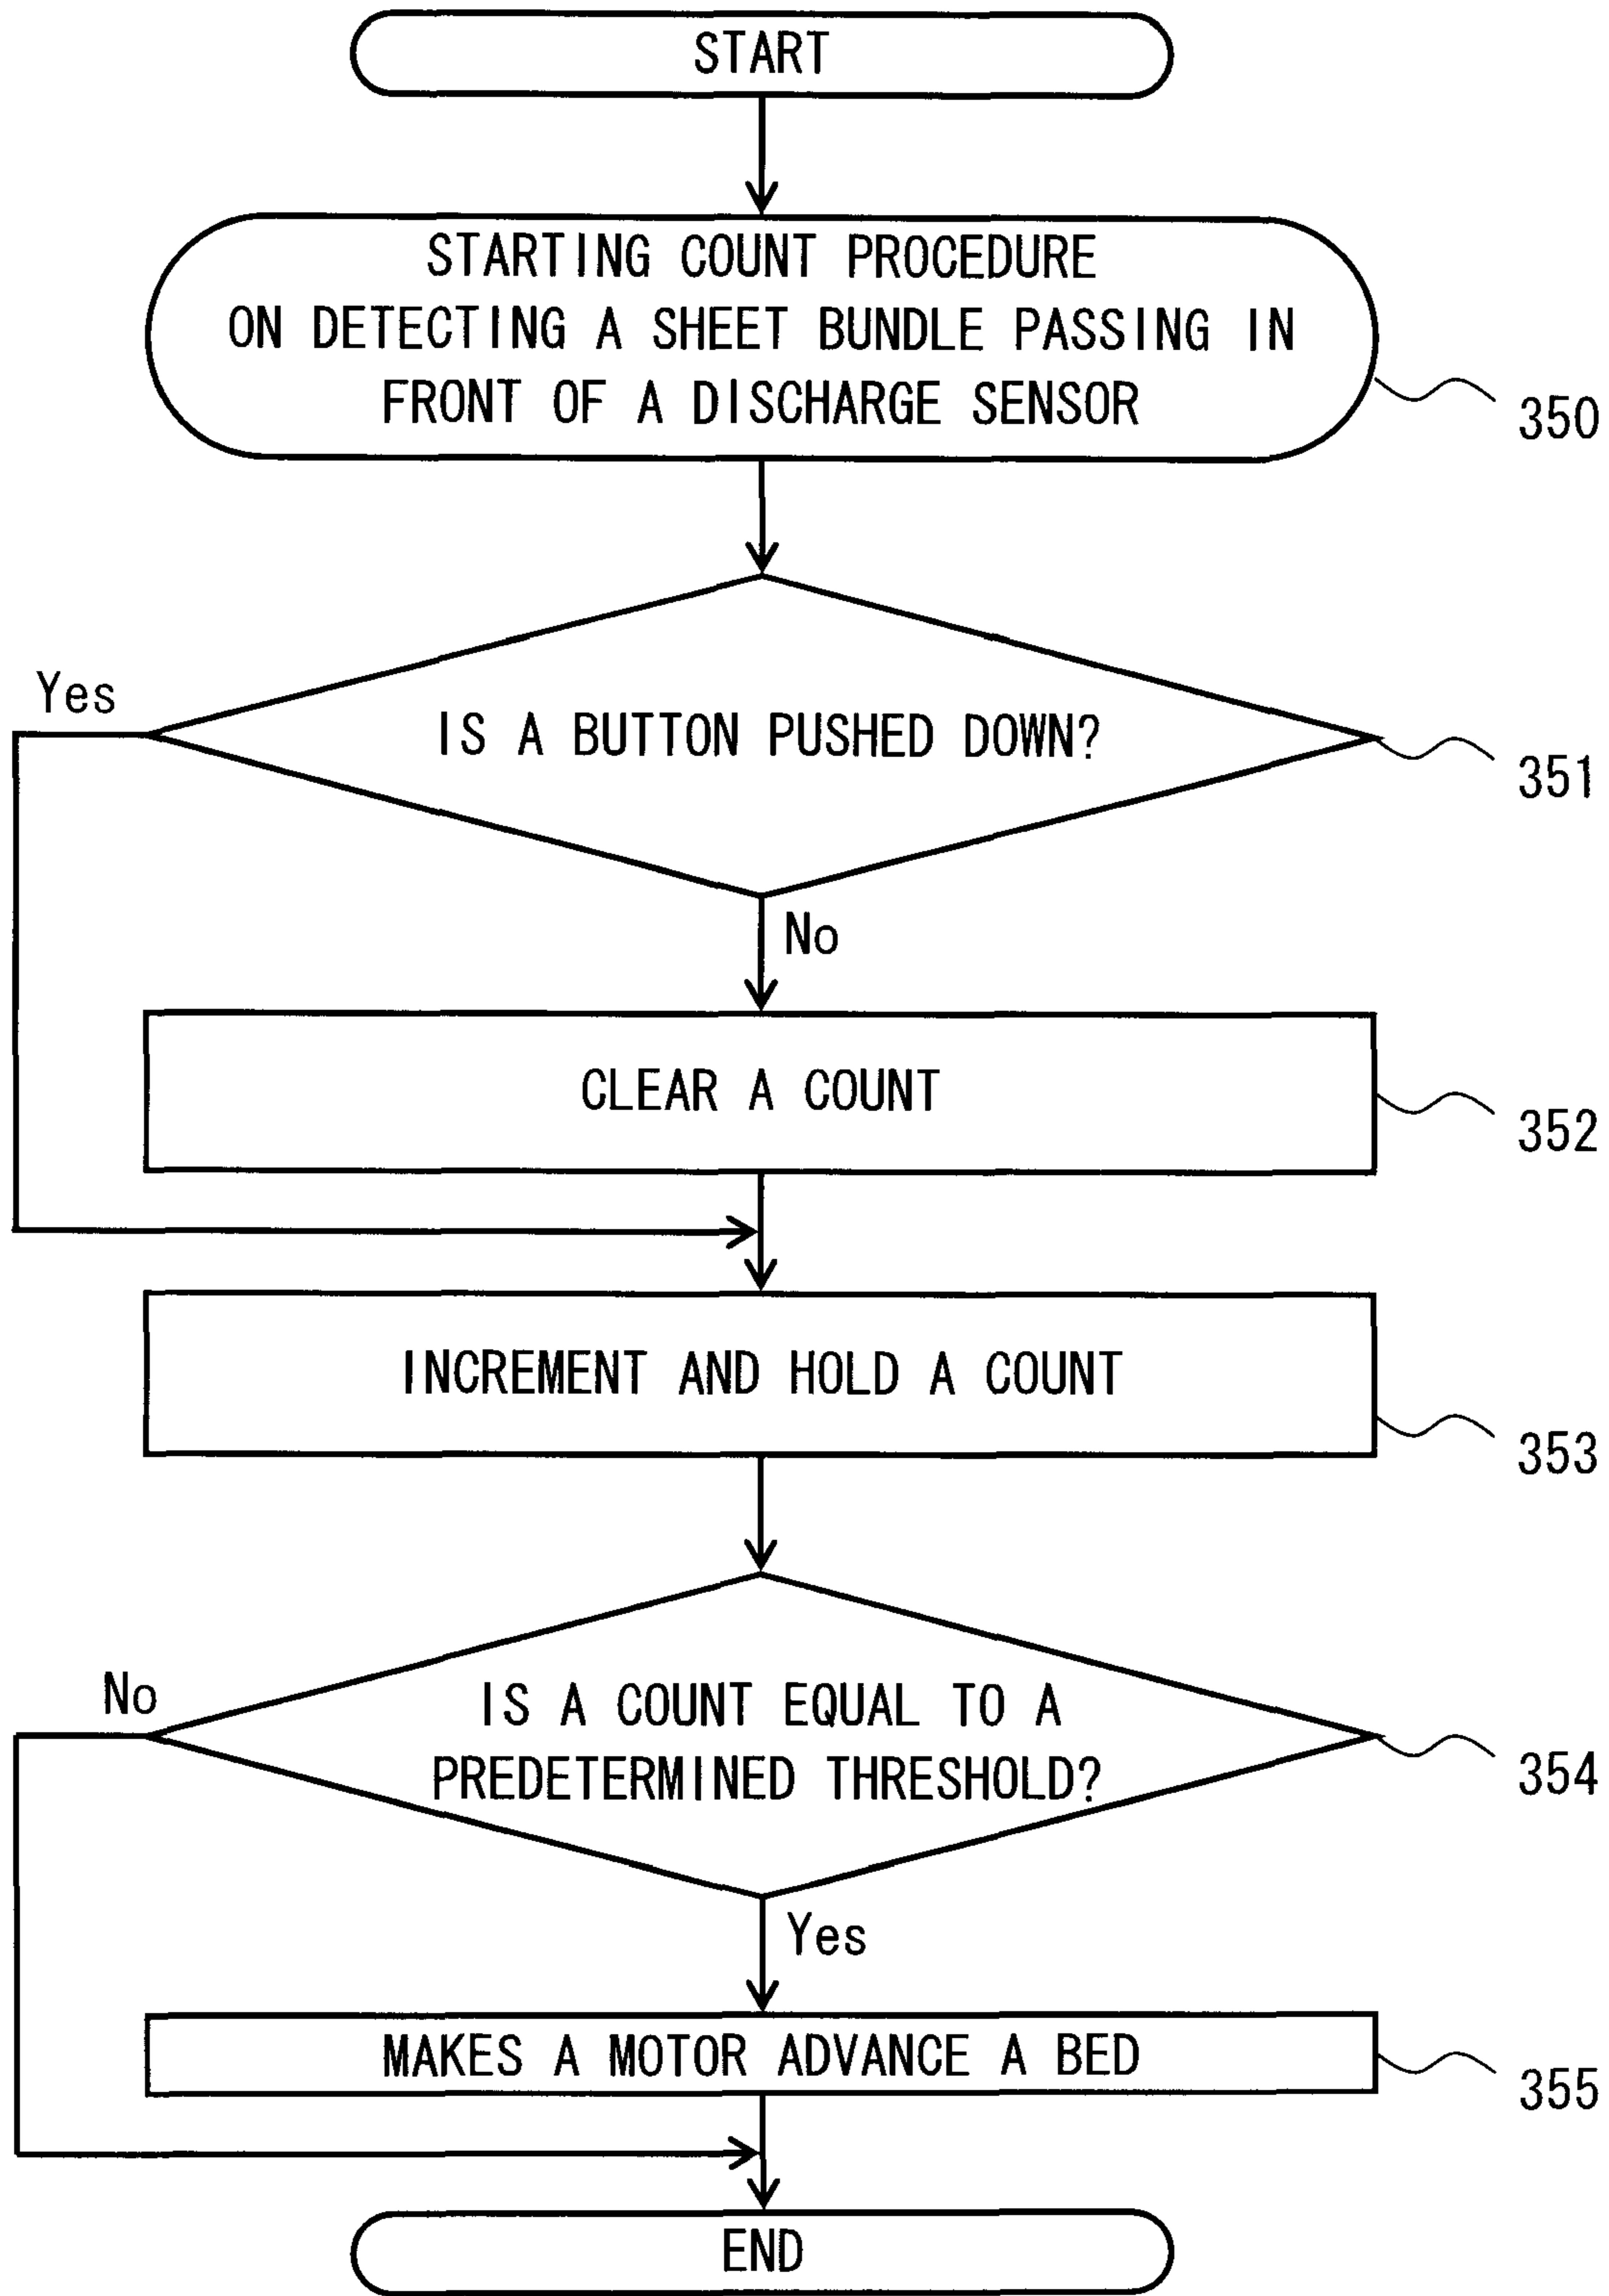 START
STARTING COUNT PROCEDURE
ON DETECTING A SHEET BUNDLE PASSING IN
FRONT OF A DISCHARGE SENSOR
350
Yes
IS A BUTTON PUSHED DOWN?
351
No
CLEAR A COUNT
352
INCREMENT AND HOLD A COUNT
353
No
IS A COUNT EQUAL TO A
PREDETERMINED THRESHOLD?
354
Yes
MAKES A MOTOR ADVANCE A BED
355
END